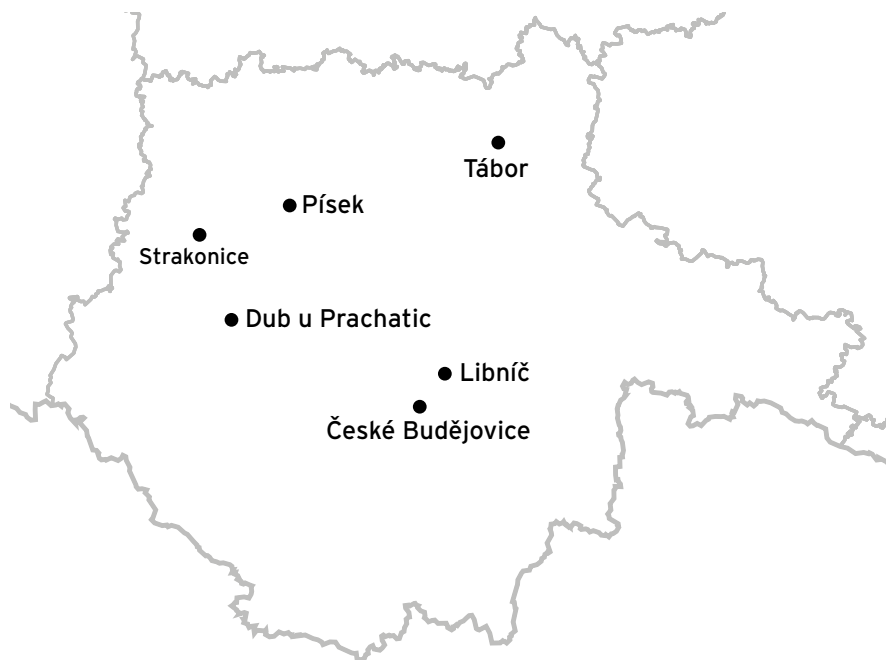 Tábor
Písek
Strakonice
Dub u Prachatic
Libníč
České Budějovice